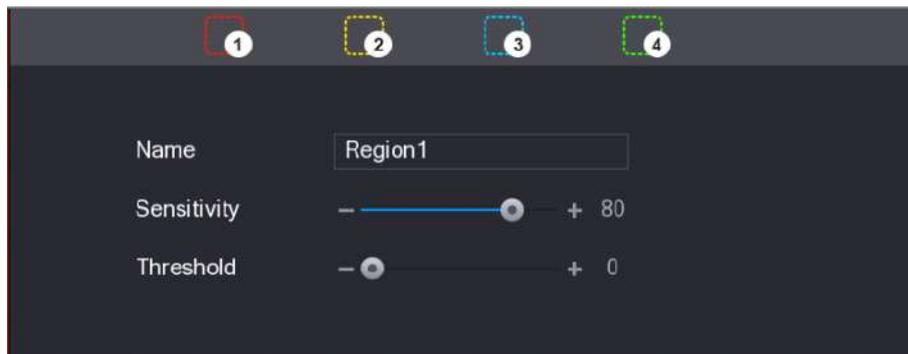 1 2 3 4
Name Region1
Sensitivity − + 80
Threshold − + 0